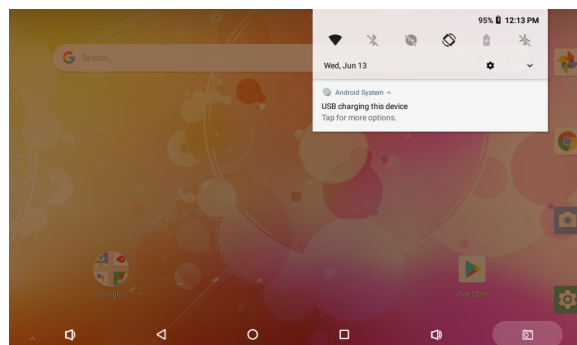 95% 12:13 PM
Search...
Wed, Jun 13
Android System
USB charging this device
Tap for more options.
Google
Play Store